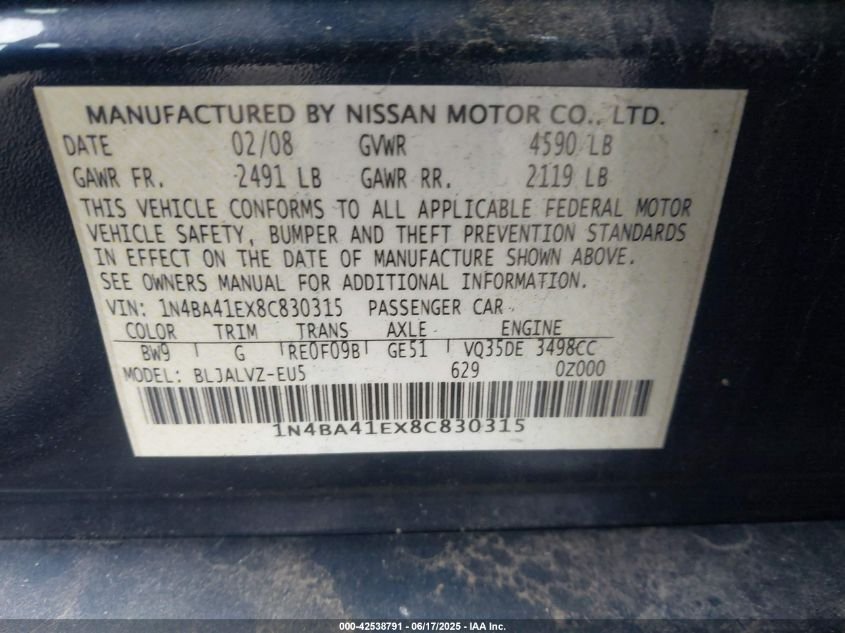 MANUFACTURED BY NISSAN MOTOR CO., LTD.
DATE 02/08 GVWR 4590 LB
GAWR FR. 2491 LB GAWR RR. 2119 LB
THIS VEHICLE CONFORMS TO ALL APPLICABLE FEDERAL MOTOR
VEHICLE SAFETY, BUMPER AND THEFT PREVENTION STANDARDS
IN EFFECT ON THE DATE OF MANUFACTURE SHOWN ABOVE.
SEE OWNERS MANUAL FOR ADDITIONAL INFORMATION.
VIN: 1N4BA41EX8C830315 PASSENGER CAR
COLOR TRIM TRANS AXLE ENGINE
BW9 G RE0F09B GE51 VQ35DE 3498CC
MODEL: BLJALVZ-EU5 629 0Z000
1N4BA41EX8C830315
000-42538791 - 06/17/2025 - IAA Inc.